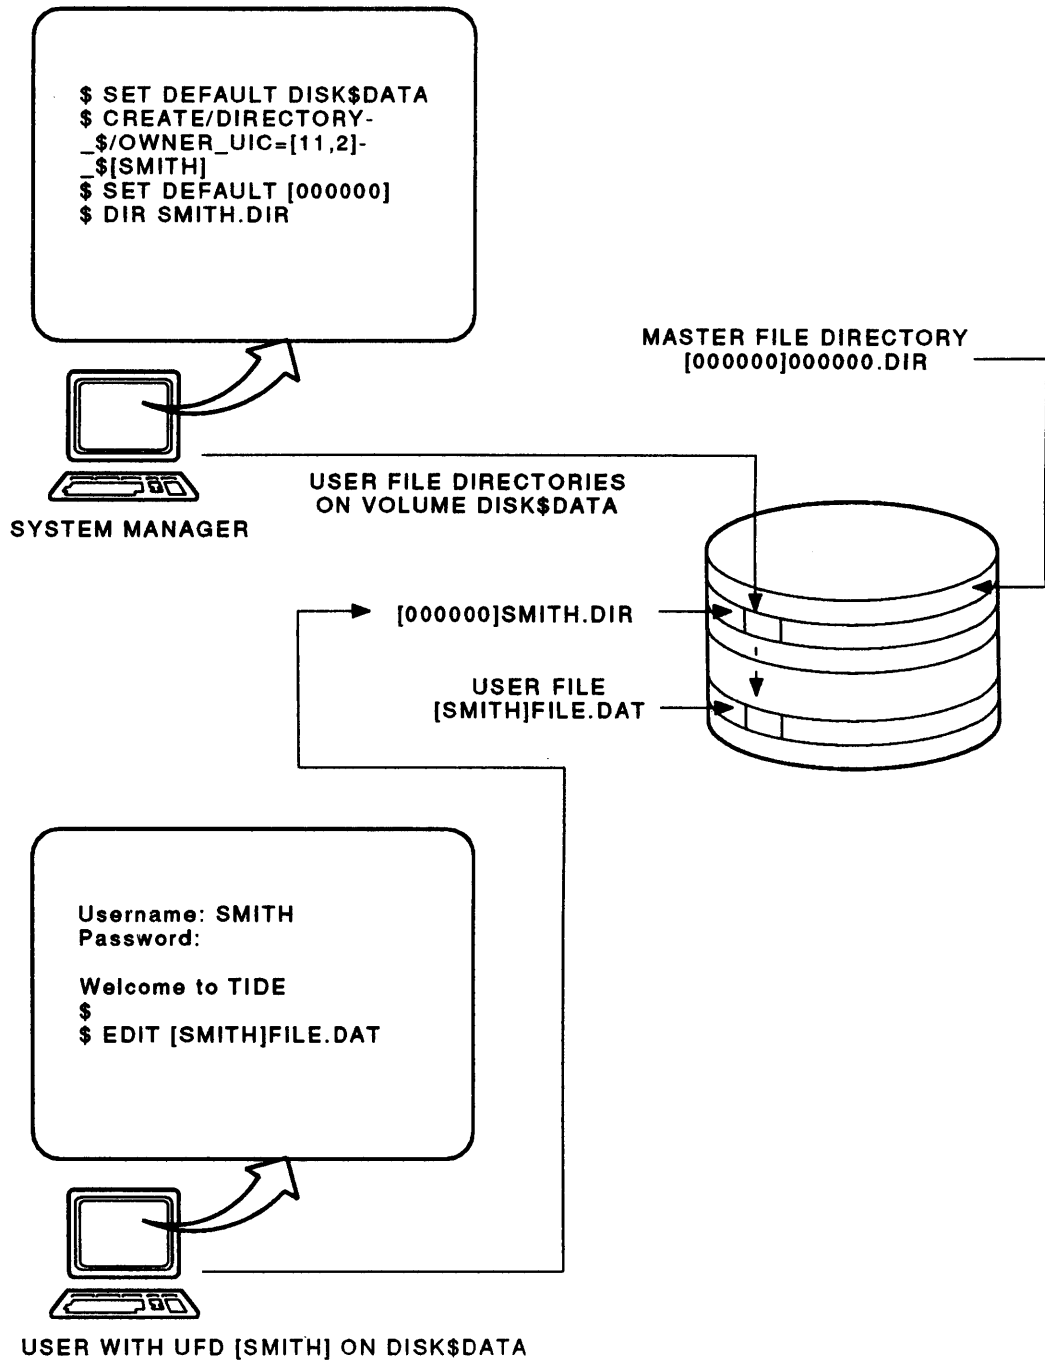 $ SET DEFAULT DISK$DATA
$ CREATE/DIRECTORY-
_$/OWNER_UIC=[11,2]-
_$[SMITH]
$ SET DEFAULT [000000]
$ DIR SMITH.DIR
MASTER FILE DIRECTORY
[000000]000000.DIR
USER FILE DIRECTORIES
ON VOLUME DISK$DATA
SYSTEM MANAGER
[000000]SMITH.DIR
USER FILE
[SMITH]FILE.DAT
Username: SMITH
Password:
Welcome to TIDE
$
$ EDIT [SMITH]FILE.DAT
USER WITH UFD [SMITH] ON DISK$DATA